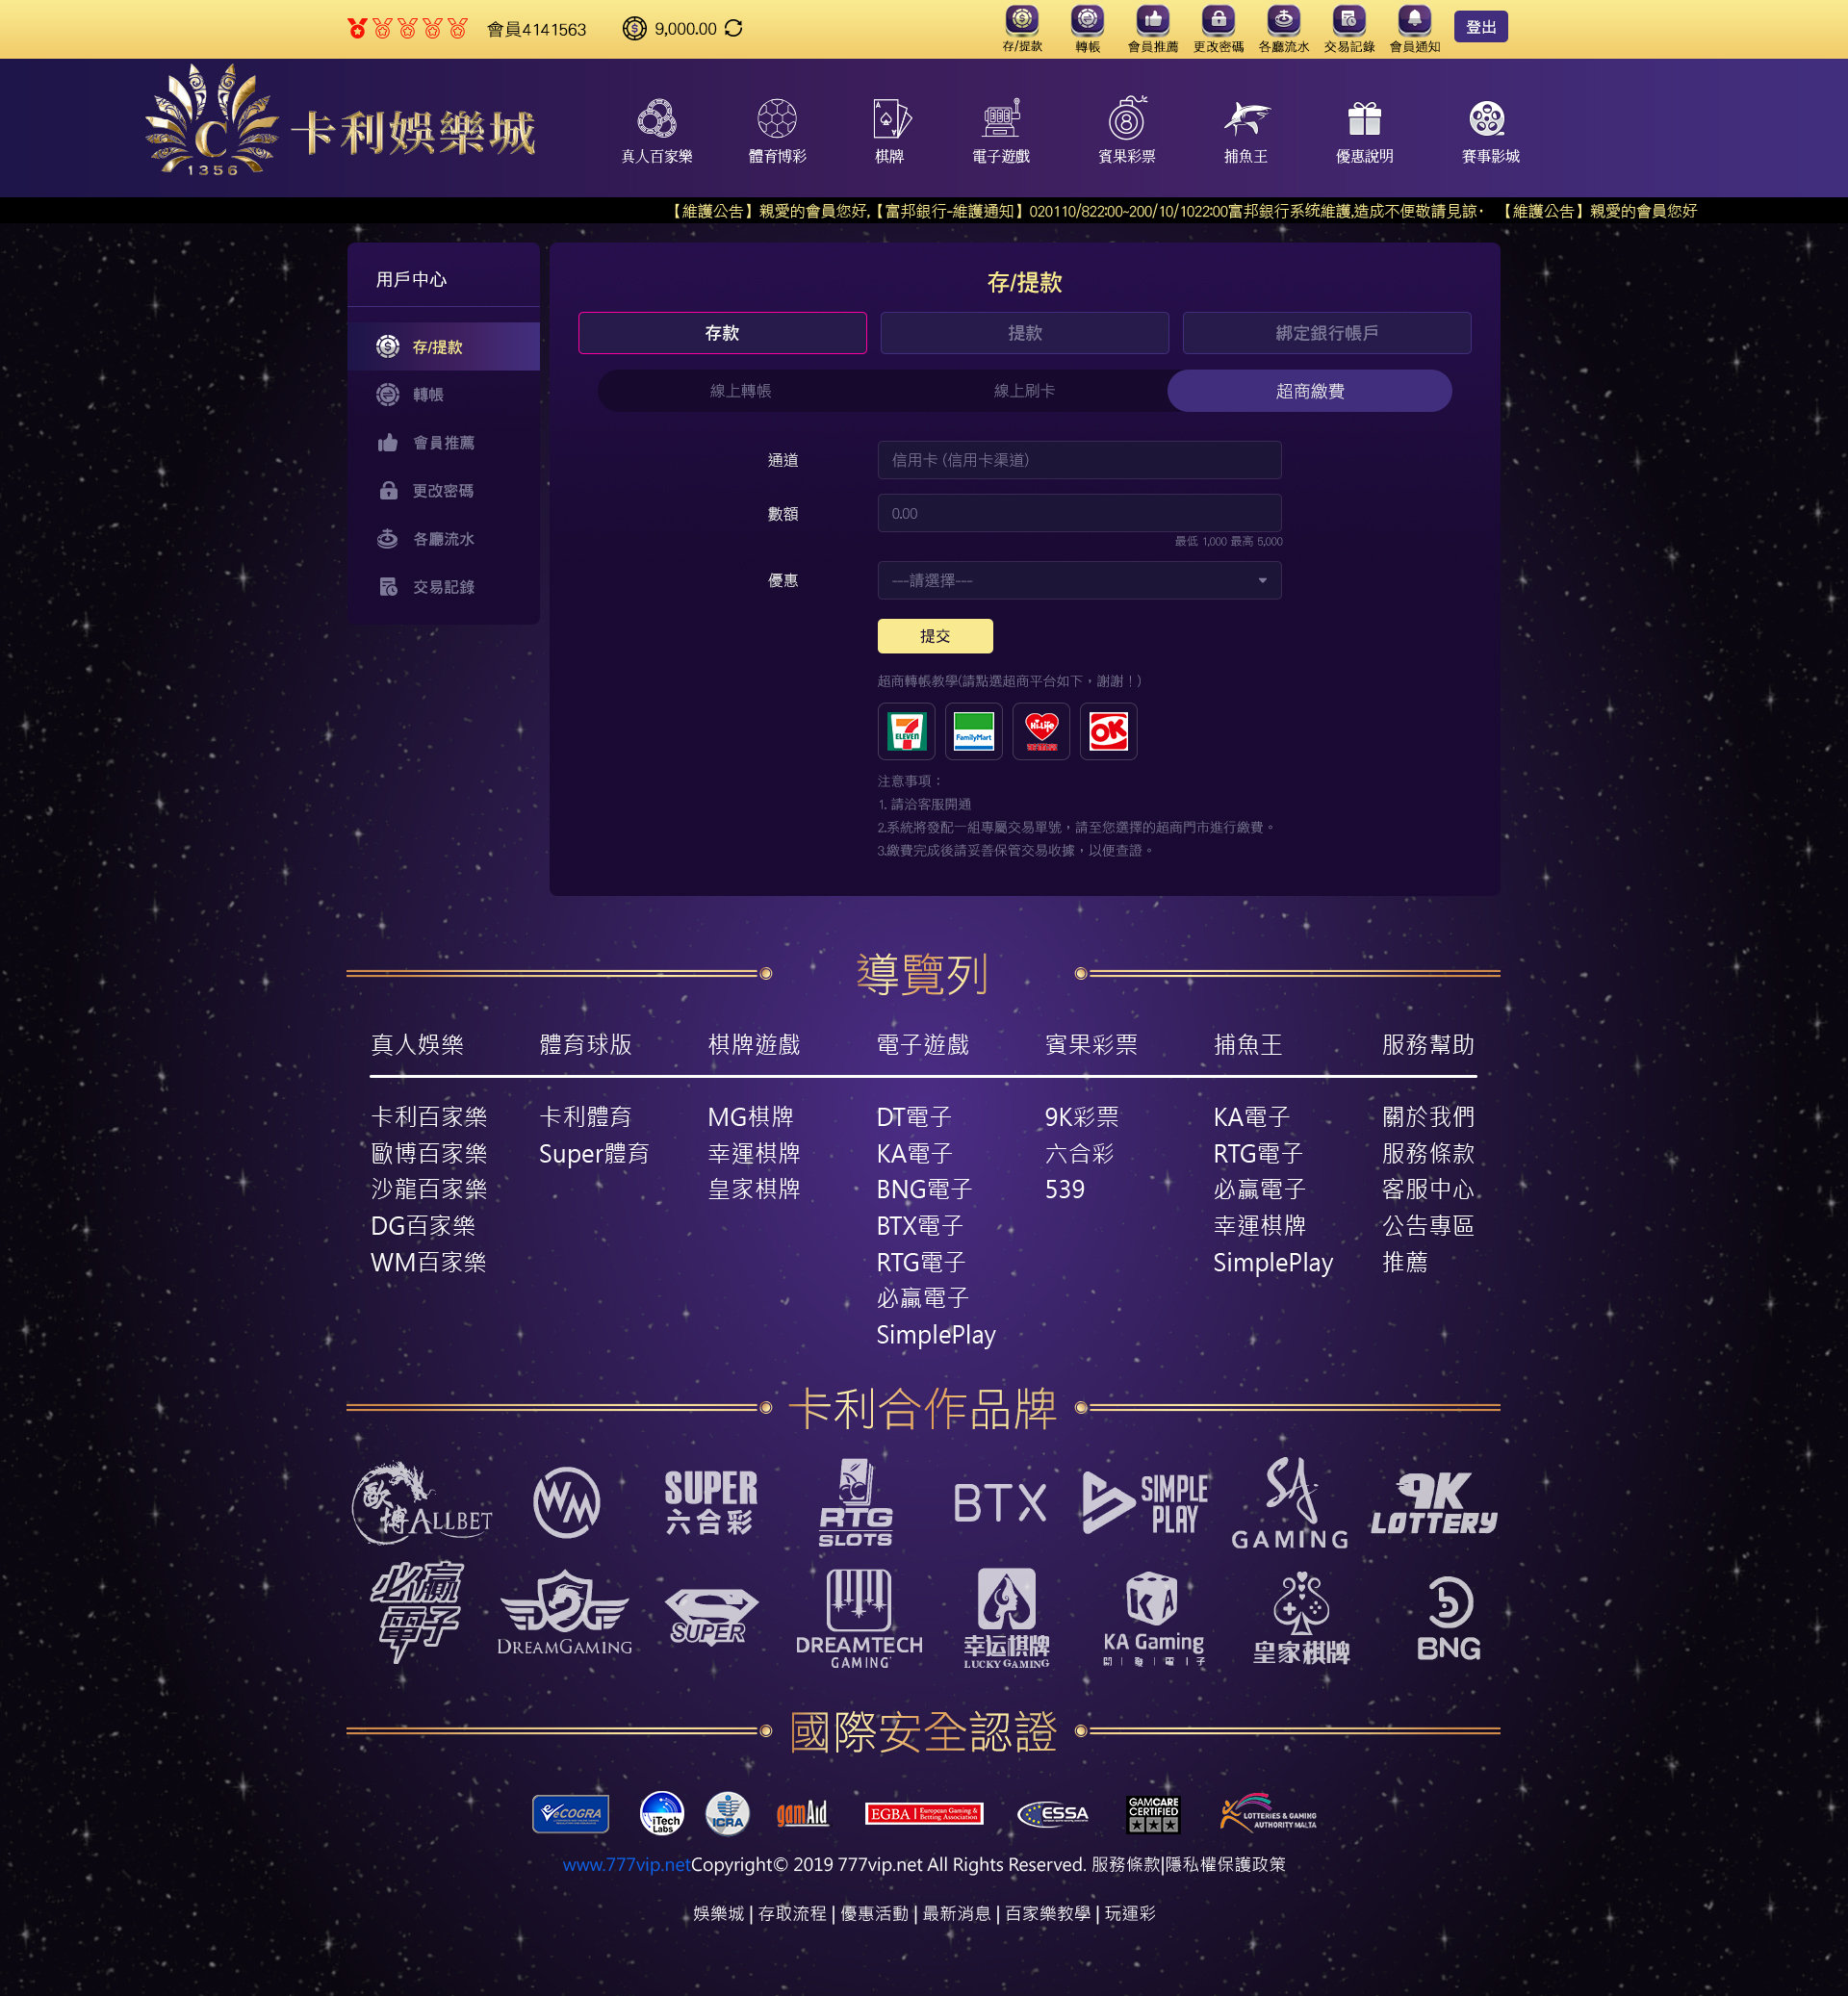 會員4141563 9,000.00
存/提款 轉帳 會員推薦 更改密碼 各廳流水 交易記錄 會員通知 登出
C 1356 卡利娛樂城
真人百家樂 體育博彩 棋牌 電子遊戲 賓果彩票 捕魚王 優惠說明 賽事影城
【維護公告】親愛的會員您好,【富邦銀行-維護通知】020110/822:00~200/10/1022:00富邦銀行系統維護,造成不便敬請見諒· 【維護公告】親愛的會員您好
用戶中心
存/提款
轉帳
會員推薦
更改密碼
各廳流水
交易記錄
存/提款
存款 提款 綁定銀行帳戶
線上轉帳 線上刷卡 超商繳費
通道 信用卡 (信用卡渠道)
數額 0.00
最低 1,000 最高 5,000
優惠 ---請選擇---
提交
超商轉帳教學(請點選超商平台如下，謝謝！)
7 ELEVEN FamilyMart Hi-Life OK
注意事項：
1. 請洽客服開通
2.系統將發配一組專屬交易單號，請至您選擇的超商門市進行繳費。
3.繳費完成後請妥善保管交易收據，以便查證。
導覽列
真人娛樂 體育球版 棋牌遊戲 電子遊戲 賓果彩票 捕魚王 服務幫助
卡利百家樂 卡利體育 MG棋牌 DT電子 9K彩票 KA電子 關於我們
歐博百家樂 Super體育 幸運棋牌 KA電子 六合彩 RTG電子 服務條款
沙龍百家樂 皇家棋牌 BNG電子 539 必贏電子 客服中心
DG百家樂 BTX電子 幸運棋牌 公告專區
WM百家樂 RTG電子 SimplePlay 推薦
必贏電子
SimplePlay
卡利合作品牌
歐博 ALLBET WM SUPER 六合彩 RTG SLOTS BTX SIMPLE PLAY SA GAMING 9K LOTTERY
必贏電子 DREAMGAMING SUPER DREAMTECH GAMING 幸运棋牌 LUCKY GAMING KA Gaming 開|發|電|子 皇家棋牌 BNG
國際安全認證
eCOGRA iTech Labs ICRA gamAid EGBA European Gaming & Betting Association ESSA GAMCARE CERTIFIED LOTTERIES & GAMING AUTHORITY MALTA
www.777vip.netCopyright© 2019 777vip.net All Rights Reserved. 服務條款|隱私權保護政策
娛樂城 | 存取流程 | 優惠活動 | 最新消息 | 百家樂教學 | 玩運彩